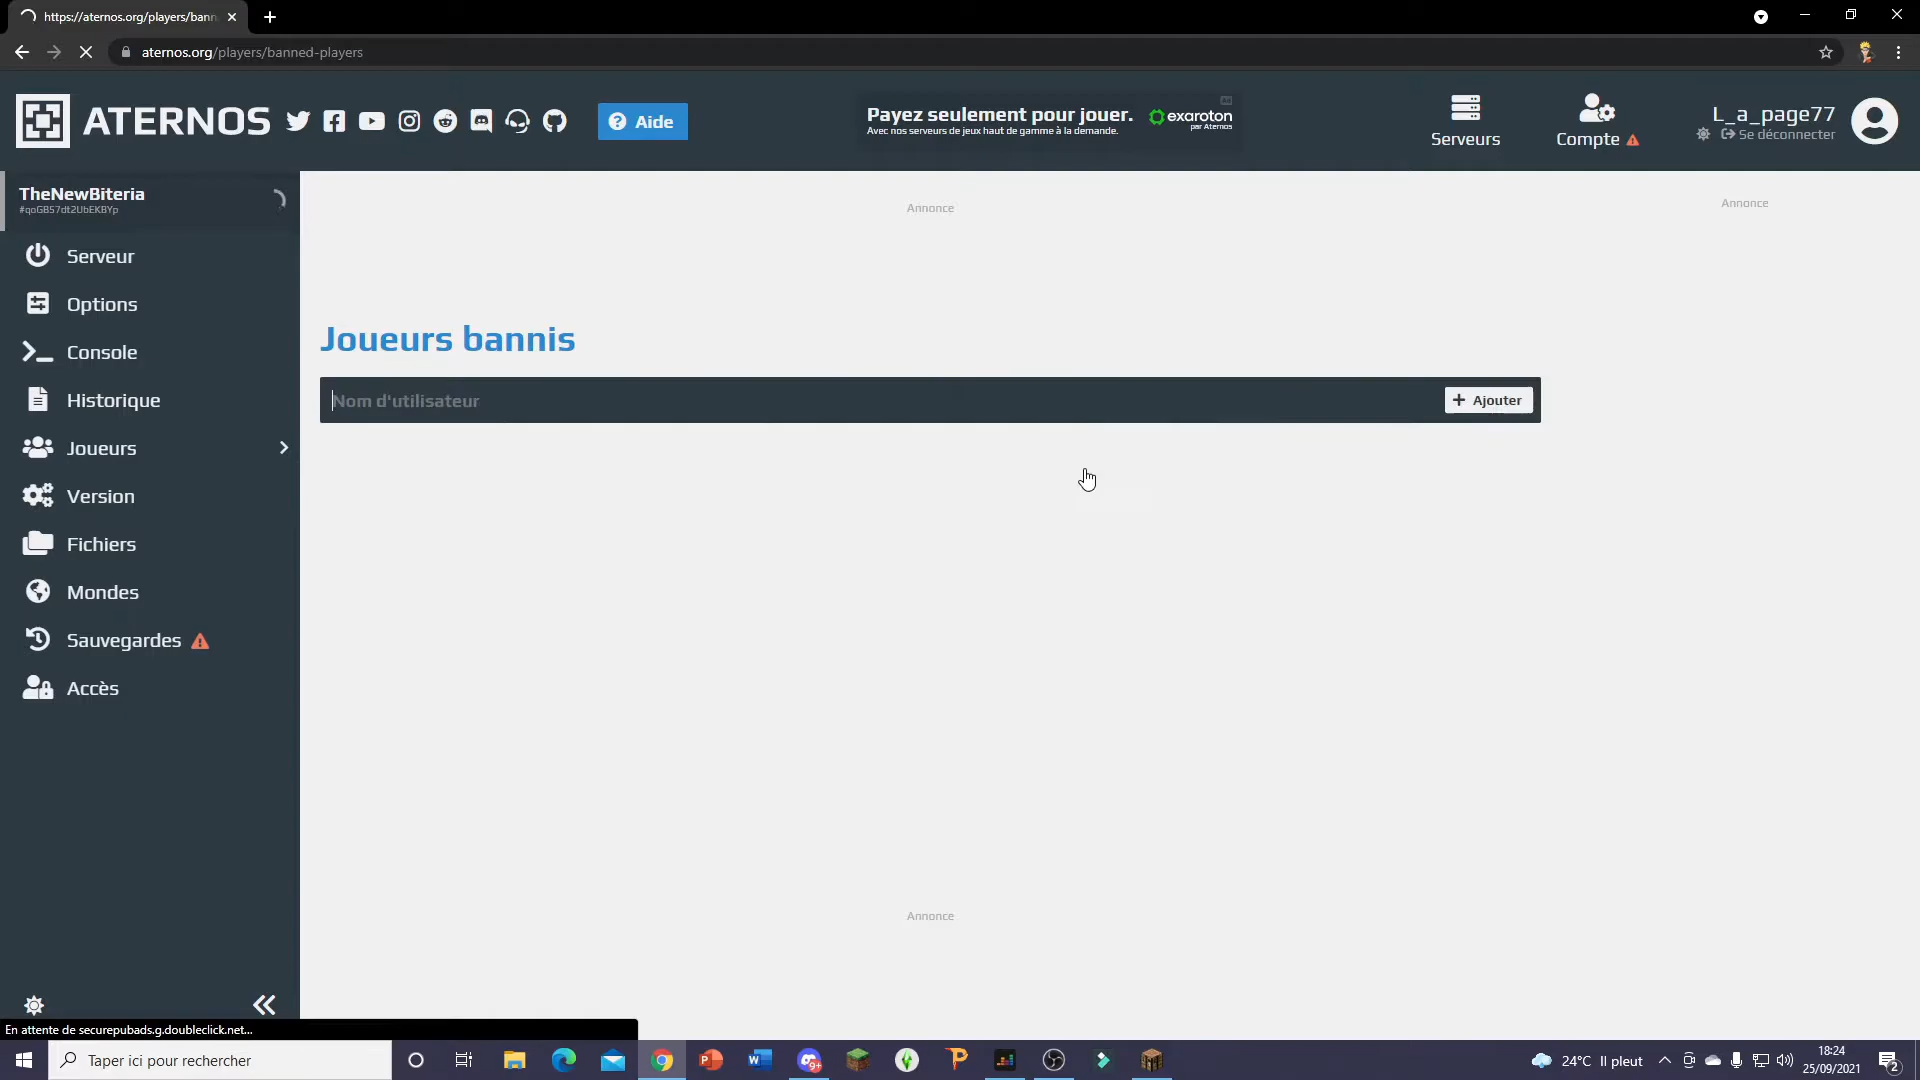 https://aternos.org/players/bann
aternos.org/players/banned-players
ATERNOS
Aide
Payez seulement pour jouer.
Avec nos serveurs de jeux haut de gamme à la demande.
exaroton
par Aternos
Ad
Serveurs
Compte
L_a_page77
Se déconnecter
TheNewBiteria
#qoGB57dt2UbEKBYp
Serveur
Options
Console
Historique
Joueurs
Version
Fichiers
Mondes
Sauvegardes
Accès
Annonce
Annonce
Joueurs bannis
Nom d'utilisateur
Ajouter
Annonce
En attente de securepubads.g.doubleclick.net...
Taper ici pour rechercher
9+
24°C Il pleut
18:24
25/09/2021
2